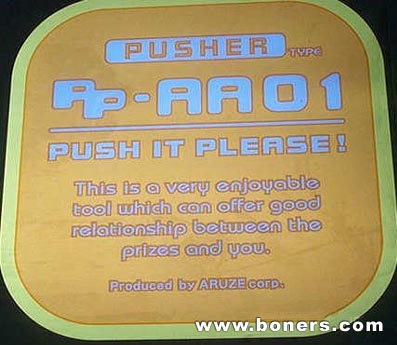 PUSHER TYPE
AP-AA01
PUSH IT PLEASE!
This is a very enjoyable
tool which can offer good
relationship between the
prizes and you.
Produced by ARUZE corp.
www.boners.com